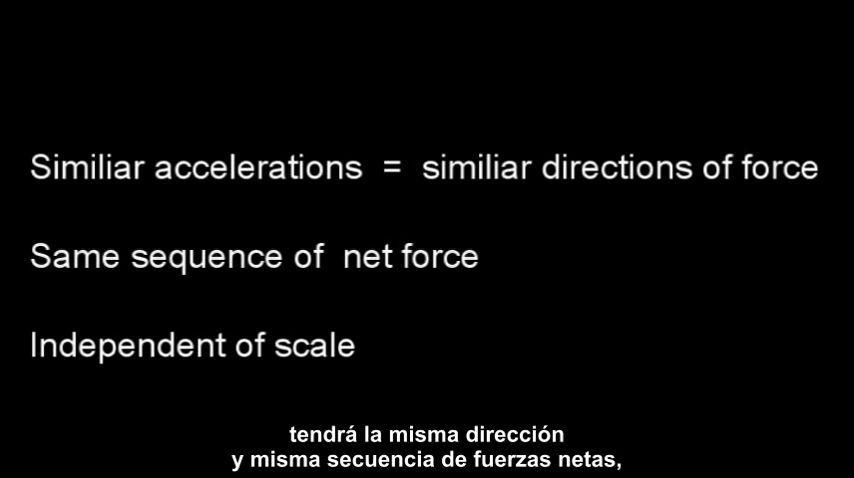 Similiar accelerations = similiar directions of force
Same sequence of net force
Independent of scale
tendrá la misma dirección
y misma secuencia de fuerzas netas,